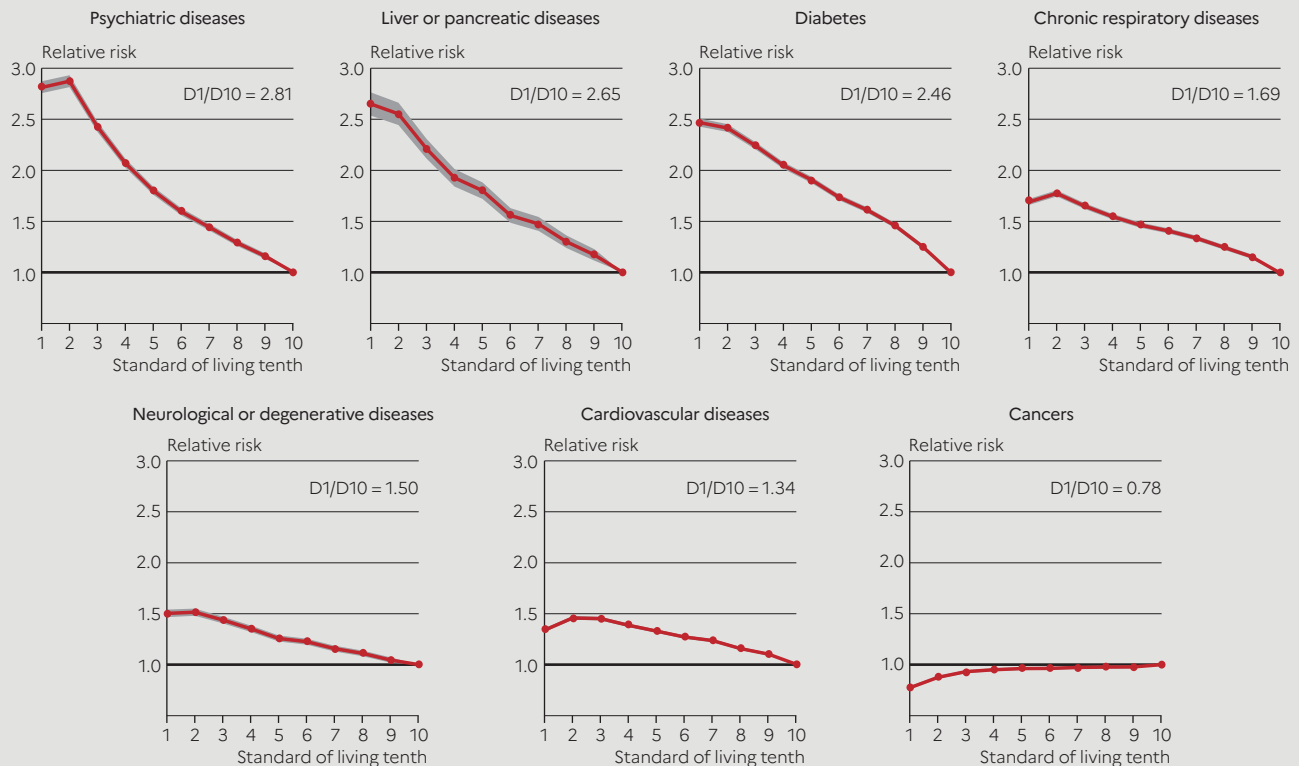 Psychiatric diseases
Relative risk
D1/D10 = 2.81
3.0
2.5
2.0
1.5
1.0
1 2 3 4 5 6 7 8 9 10
Standard of living tenth
Liver or pancreatic diseases
Relative risk
D1/D10 = 2.65
3.0
2.5
2.0
1.5
1.0
1 2 3 4 5 6 7 8 9 10
Standard of living tenth
Diabetes
Relative risk
D1/D10 = 2.46
3.0
2.5
2.0
1.5
1.0
1 2 3 4 5 6 7 8 9 10
Standard of living tenth
Chronic respiratory diseases
Relative risk
D1/D10 = 1.69
3.0
2.5
2.0
1.5
1.0
1 2 3 4 5 6 7 8 9 10
Standard of living tenth
Neurological or degenerative diseases
Relative risk
D1/D10 = 1.50
3.0
2.5
2.0
1.5
1.0
1 2 3 4 5 6 7 8 9 10
Standard of living tenth
Cardiovascular diseases
Relative risk
D1/D10 = 1.34
3.0
2.5
2.0
1.5
1.0
1 2 3 4 5 6 7 8 9 10
Standard of living tenth
Cancers
Relative risk
D1/D10 = 0.78
3.0
2.5
2.0
1.5
1.0
1 2 3 4 5 6 7 8 9 10
Standard of living tenth